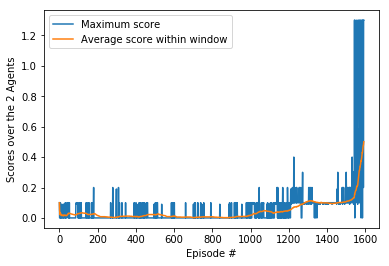 Maximum score
Average score within window
Scores over the 2 Agents
1.2
1.0
0.8
0.6
0.4
0.2
0.0
0 200 400 600 800 1000 1200 1400 1600
Episode #